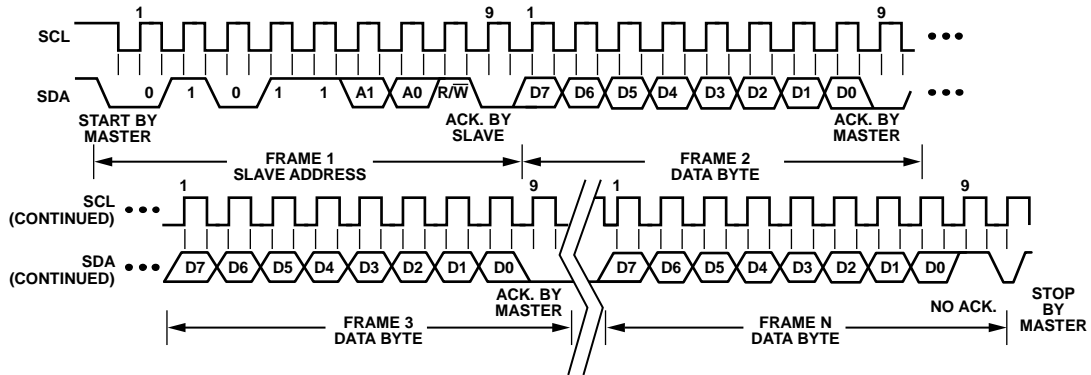 1 9 1 9
SCL •••
SDA 0 1 0 1 1 A1 A0 R/W̅ D7 D6 D5 D4 D3 D2 D1 D0 •••
START BY MASTER
ACK. BY SLAVE
ACK. BY MASTER
FRAME 1
SLAVE ADDRESS
FRAME 2
DATA BYTE
1 9 1 9
SCL (CONTINUED) •••
SDA (CONTINUED) ••• D7 D6 D5 D4 D3 D2 D1 D0 D7 D6 D5 D4 D3 D2 D1 D0
ACK. BY MASTER
NO ACK.
STOP BY MASTER
FRAME 3
DATA BYTE
FRAME N
DATA BYTE